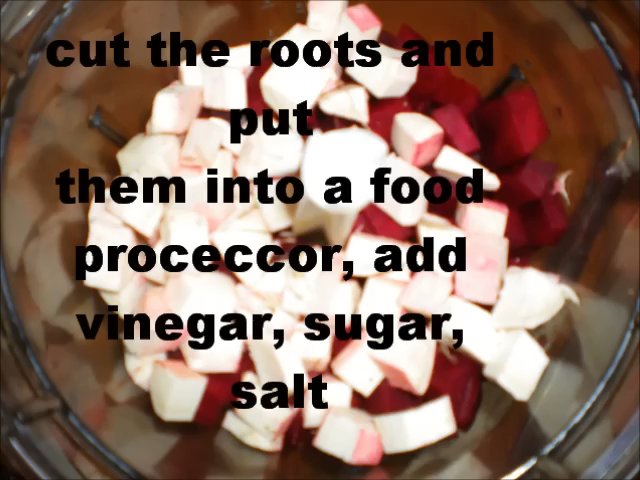 cut the roots and
put
them into a food
proceccor, add
vinegar, sugar,
salt